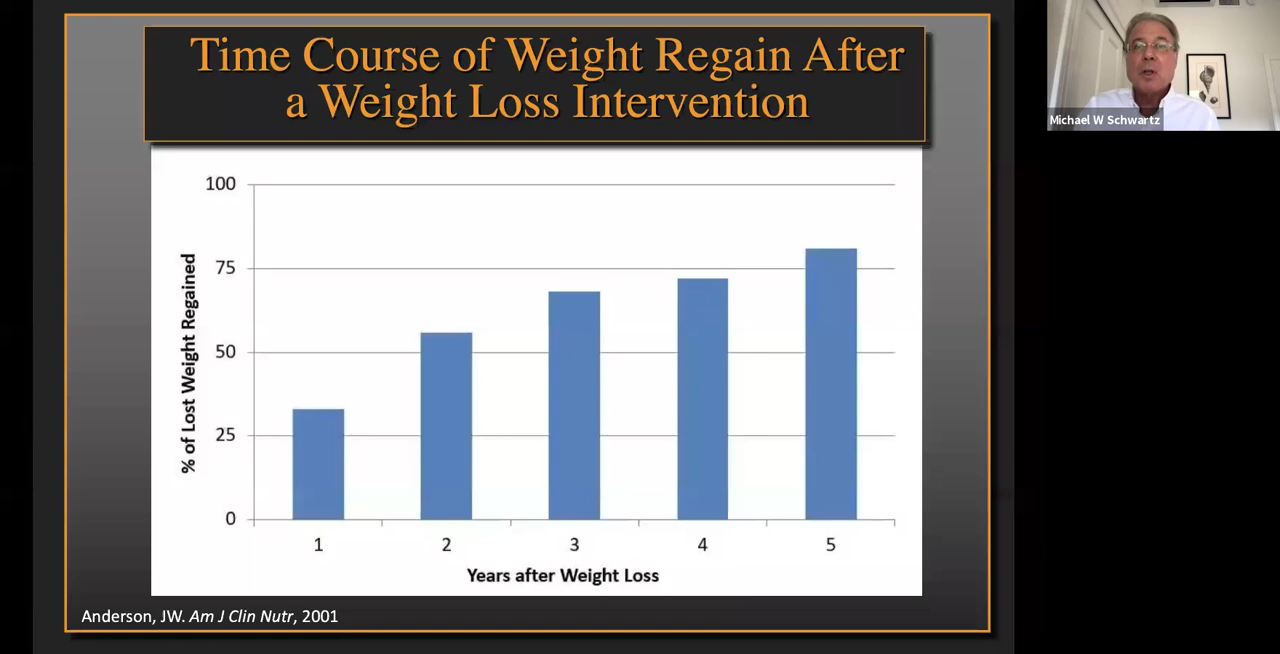 Time Course of Weight Regain After
a Weight Loss Intervention
Michael W Schwartz
% of Lost Weight Regained
100
75
50
25
0
1 2 3 4 5
Years after Weight Loss
Anderson, JW. Am J Clin Nutr, 2001